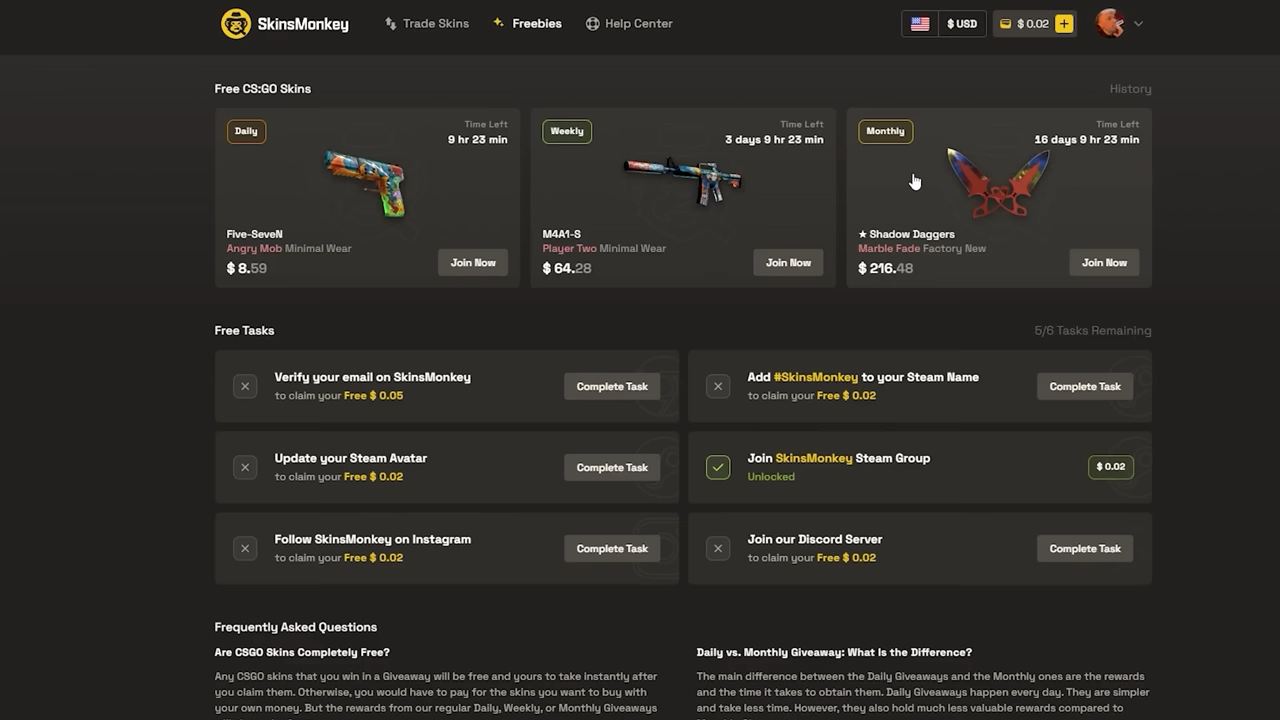 SkinsMonkey
Trade Skins
Freebies
Help Center
$ USD
$ 0.02
Free CS:GO Skins
History
Daily
Time Left
9 hr 23 min
Five-SeveN
Angry Mob Minimal Wear
$ 8.59
Join Now
Weekly
Time Left
3 days 9 hr 23 min
M4A1-S
Player Two Minimal Wear
$ 64.28
Join Now
Monthly
Time Left
16 days 9 hr 23 min
★ Shadow Daggers
Marble Fade Factory New
$ 216.48
Join Now
Free Tasks
5/6 Tasks Remaining
Verify your email on SkinsMonkey
to claim your Free $ 0.05
Complete Task
Add #SkinsMonkey to your Steam Name
to claim your Free $ 0.02
Complete Task
Update your Steam Avatar
to claim your Free $ 0.02
Complete Task
Join SkinsMonkey Steam Group
Unlocked
$ 0.02
Follow SkinsMonkey on Instagram
to claim your Free $ 0.02
Complete Task
Join our Discord Server
to claim your Free $ 0.02
Complete Task
Frequently Asked Questions
Are CSGO Skins Completely Free?
Any CSGO skins that you win in a Giveaway will be free and yours to take instantly after
you claim them. Otherwise, you would have to pay for the skins you want to buy with
your own money. But the rewards from our regular Daily, Weekly, or Monthly Giveaways
Daily vs. Monthly Giveaway: What Is the Difference?
The main difference between the Daily Giveaways and the Monthly ones are the rewards
and the time it takes to obtain them. Daily Giveaways happen every day. They are simpler
and take less time. However, they also hold much less valuable rewards compared to